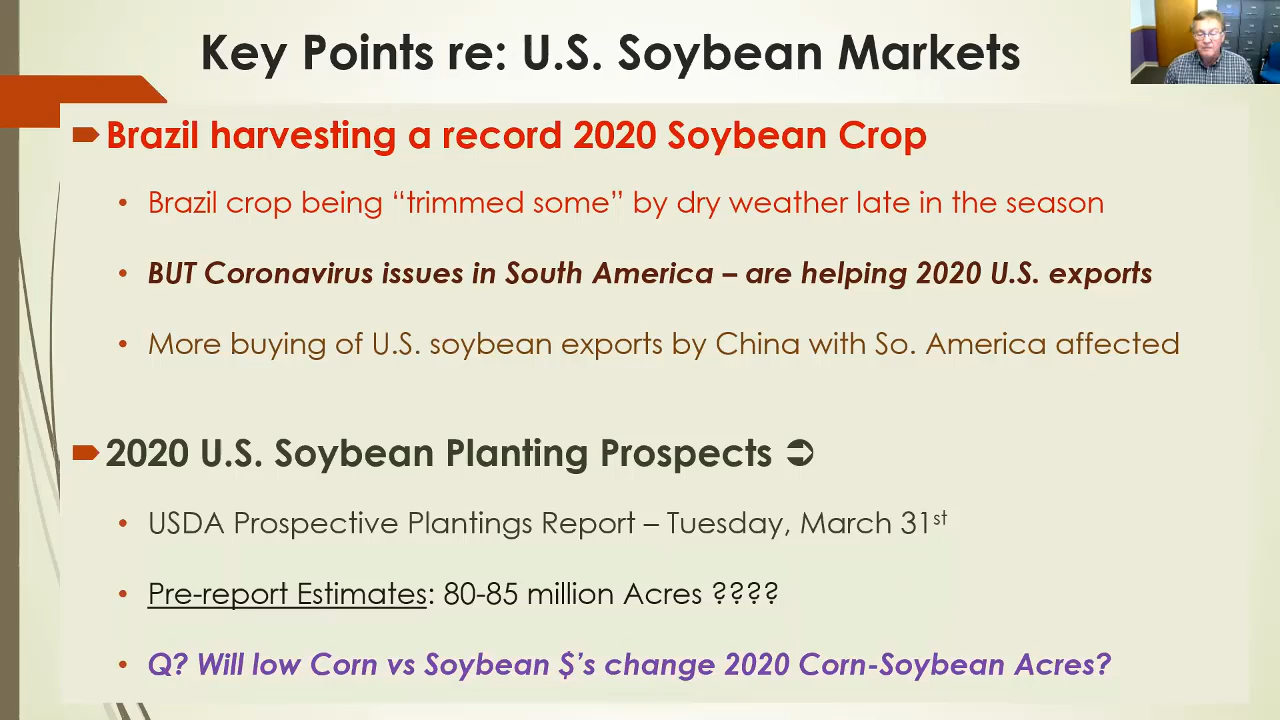 Key Points re: U.S. Soybean Markets
Brazil harvesting a record 2020 Soybean Crop
• Brazil crop being “trimmed some” by dry weather late in the season
• BUT Coronavirus issues in South America – are helping 2020 U.S. exports
• More buying of U.S. soybean exports by China with So. America affected
2020 U.S. Soybean Planting Prospects ➲
• USDA Prospective Plantings Report – Tuesday, March 31st
• Pre-report Estimates: 80-85 million Acres ????
• Q? Will low Corn vs Soybean $’s change 2020 Corn-Soybean Acres?